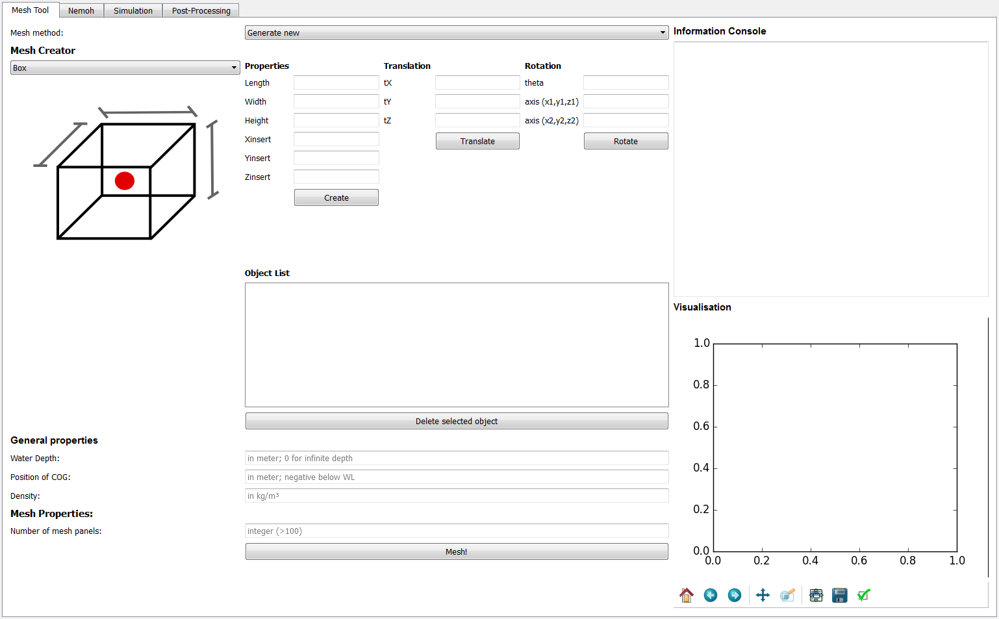 Mesh Tool Nemoh Simulation Post-Processing
Mesh method: Generate new
Mesh Creator
Box
Properties Translation Rotation
Length tX theta
Width tY axis (x1,y1,z1)
Height tZ axis (x2,y2,z2)
Xinsert Translate Rotate
Yinsert
Zinsert
Create
Object List
Delete selected object
General properties
Water Depth: in meter; 0 for infinite depth
Position of COG: in meter; negative below WL
Density: in kg/m³
Mesh Properties:
Number of mesh panels: integer (>100)
Mesh!
Information Console
Visualisation
1.0
0.8
0.6
0.4
0.2
0.0
0.0 0.2 0.4 0.6 0.8 1.0